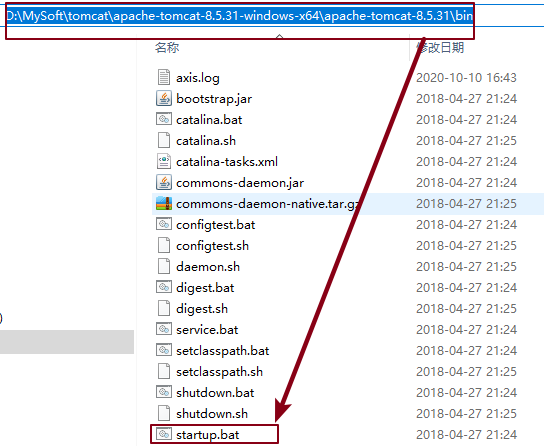 D:\MySoft\tomcat\apache-tomcat-8.5.31-windows-x64\apache-tomcat-8.5.31\bin
名称 修改日期
axis.log 2020-10-10 16:43
bootstrap.jar 2018-04-27 21:24
catalina.bat 2018-04-27 21:24
catalina.sh 2018-04-27 21:25
catalina-tasks.xml 2018-04-27 21:24
commons-daemon.jar 2018-04-27 21:24
commons-daemon-native.tar.gz 2018-04-27 21:25
configtest.bat 2018-04-27 21:24
configtest.sh 2018-04-27 21:25
daemon.sh 2018-04-27 21:25
digest.bat 2018-04-27 21:24
digest.sh 2018-04-27 21:25
service.bat 2018-04-27 21:24
setclasspath.bat 2018-04-27 21:24
setclasspath.sh 2018-04-27 21:25
shutdown.bat 2018-04-27 21:24
shutdown.sh 2018-04-27 21:25
startup.bat 2018-04-27 21:24